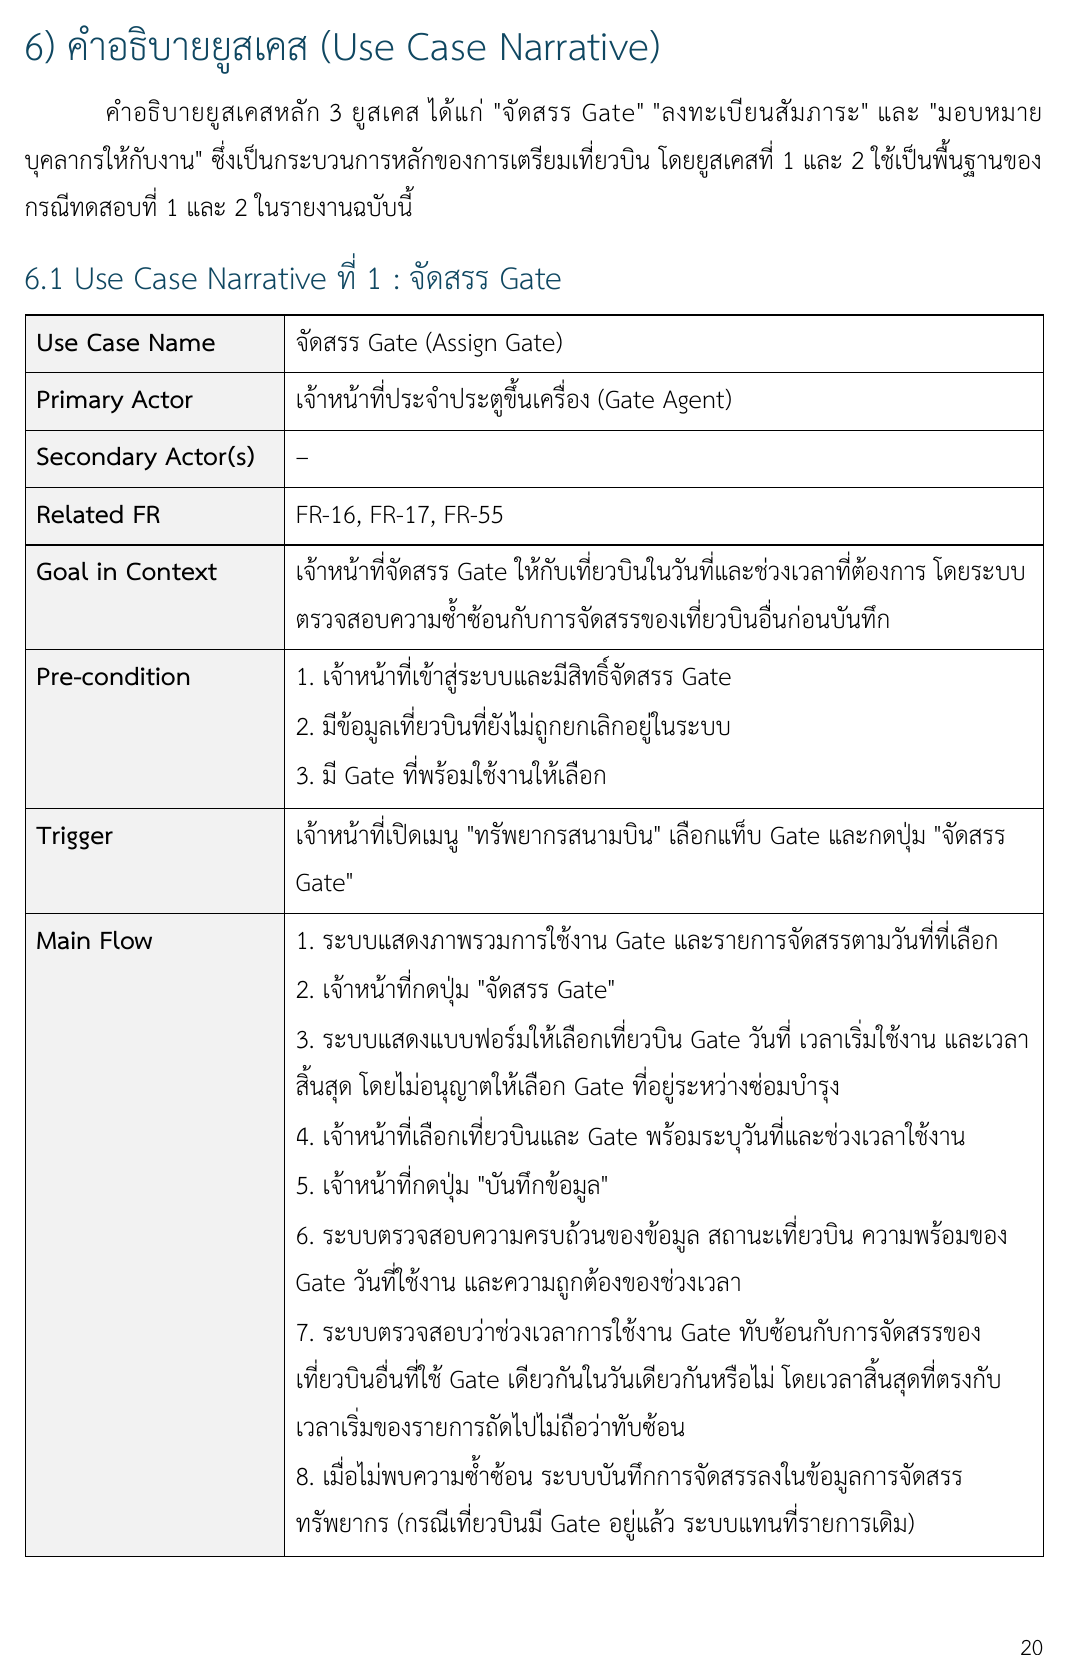 6) คำอธิบายยูสเคส (Use Case Narrative)
คำอธิบายยูสเคสหลัก 3 ยูสเคส ได้แก่ "จัดสรร Gate" "ลงทะเบียนสัมภาระ" และ "มอบหมาย
บุคลากรให้กับงาน" ซึ่งเป็นกระบวนการหลักของการเตรียมเที่ยวบิน โดยยูสเคสที่ 1 และ 2 ใช้เป็นพื้นฐานของ
กรณีทดสอบที่ 1 และ 2 ในรายงานฉบับนี้
6.1 Use Case Narrative ที่ 1 : จัดสรร Gate
Use Case Name จัดสรร Gate (Assign Gate)
Primary Actor เจ้าหน้าที่ประจำประตูขึ้นเครื่อง (Gate Agent)
Secondary Actor(s) –
Related FR FR-16, FR-17, FR-55
Goal in Context เจ้าหน้าที่จัดสรร Gate ให้กับเที่ยวบินในวันที่และช่วงเวลาที่ต้องการ โดยระบบ
ตรวจสอบความซ้ำซ้อนกับการจัดสรรของเที่ยวบินอื่นก่อนบันทึก
Pre-condition 1. เจ้าหน้าที่เข้าสู่ระบบและมีสิทธิ์จัดสรร Gate
2. มีข้อมูลเที่ยวบินที่ยังไม่ถูกยกเลิกอยู่ในระบบ
3. มี Gate ที่พร้อมใช้งานให้เลือก
Trigger เจ้าหน้าที่เปิดเมนู "ทรัพยากรสนามบิน" เลือกแท็บ Gate และกดปุ่ม "จัดสรร
Gate"
Main Flow 1. ระบบแสดงภาพรวมการใช้งาน Gate และรายการจัดสรรตามวันที่ที่เลือก
2. เจ้าหน้าที่กดปุ่ม "จัดสรร Gate"
3. ระบบแสดงแบบฟอร์มให้เลือกเที่ยวบิน Gate วันที่ เวลาเริ่มใช้งาน และเวลา
สิ้นสุด โดยไม่อนุญาตให้เลือก Gate ที่อยู่ระหว่างซ่อมบำรุง
4. เจ้าหน้าที่เลือกเที่ยวบินและ Gate พร้อมระบุวันที่และช่วงเวลาใช้งาน
5. เจ้าหน้าที่กดปุ่ม "บันทึกข้อมูล"
6. ระบบตรวจสอบความครบถ้วนของข้อมูล สถานะเที่ยวบิน ความพร้อมของ
Gate วันที่ใช้งาน และความถูกต้องของช่วงเวลา
7. ระบบตรวจสอบว่าช่วงเวลาการใช้งาน Gate ทับซ้อนกับการจัดสรรของ
เที่ยวบินอื่นที่ใช้ Gate เดียวกันในวันเดียวกันหรือไม่ โดยเวลาสิ้นสุดที่ตรงกับ
เวลาเริ่มของรายการถัดไปไม่ถือว่าทับซ้อน
8. เมื่อไม่พบความซ้ำซ้อน ระบบบันทึกการจัดสรรลงในข้อมูลการจัดสรร
ทรัพยากร (กรณีเที่ยวบินมี Gate อยู่แล้ว ระบบแทนที่รายการเดิม)
20